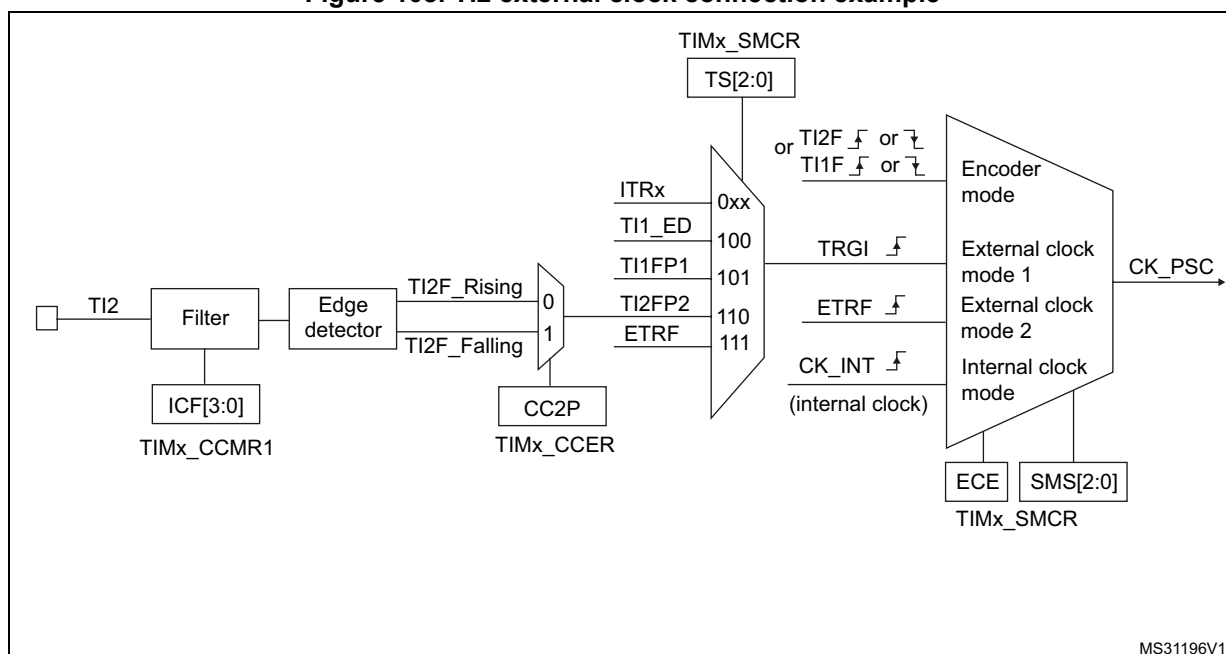 Figure 108. TI2 external clock connection example
TIMx_SMCR
TS[2:0]
or TI2F or
TI1F or
Encoder
mode
ITRx
0xx
TI1_ED
100
TRGI
External clock
mode 1
CK_PSC
TI1FP1
101
TI2
Filter
Edge
detector
TI2F_Rising
0
TI2F_Falling
1
TI2FP2
110
ETRF
111
ETRF
External clock
mode 2
CK_INT
(internal clock)
Internal clock
mode
ICF[3:0]
TIMx_CCMR1
CC2P
TIMx_CCER
ECE
SMS[2:0]
TIMx_SMCR
MS31196V1